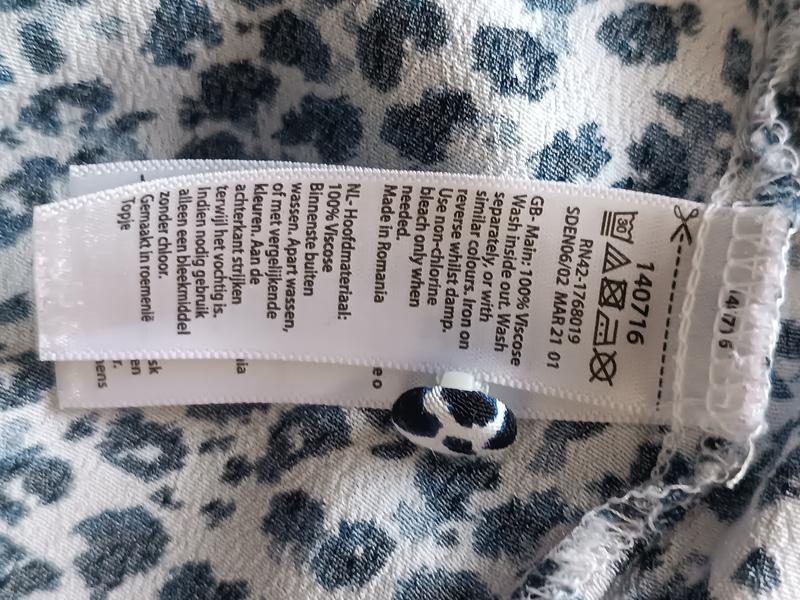 140716
30
RN42-1768019
SDEN06/02 MAR 21 01
GB- Main: 100% Viscose
Wash inside out. Wash
separately, or with
similar colours. Iron on
reverse whilst damp.
Use non-chlorine
bleach only when
needed.
Made in Romania
NL- Hoofdmateriaal:
100% Viscose
Binnenste buiten
wassen. Apart wassen,
of met vergelijkende
kleuren. Aan de
achterkant strijken
terwijl het vochtig is.
Indien nodig gebruik
alleen een bleekmiddel
zonder chloor.
Gemaakt in roemenië
Topje